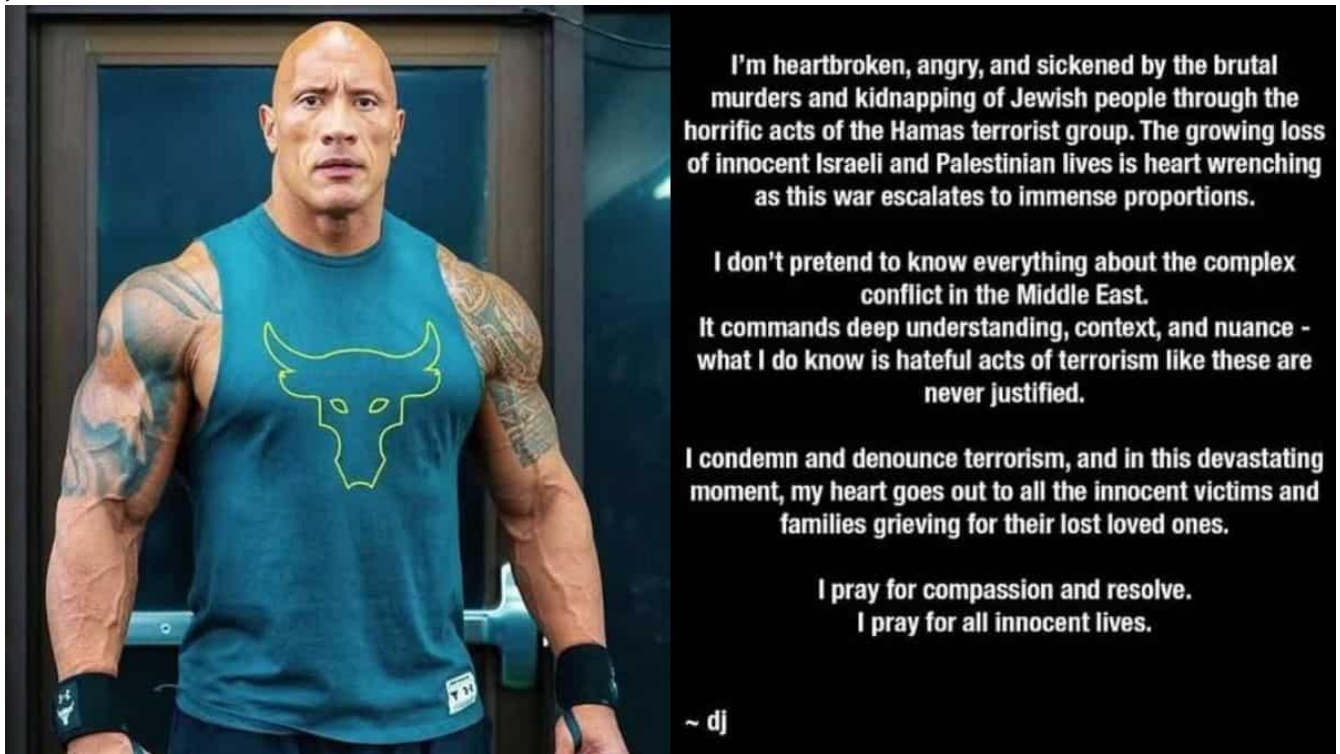 I’m heartbroken, angry, and sickened by the brutal
murders and kidnapping of Jewish people through the
horrific acts of the Hamas terrorist group. The growing loss
of innocent Israeli and Palestinian lives is heart wrenching
as this war escalates to immense proportions.
I don’t pretend to know everything about the complex
conflict in the Middle East.
It commands deep understanding, context, and nuance -
what I do know is hateful acts of terrorism like these are
never justified.
I condemn and denounce terrorism, and in this devastating
moment, my heart goes out to all the innocent victims and
families grieving for their lost loved ones.
I pray for compassion and resolve.
I pray for all innocent lives.
~ dj